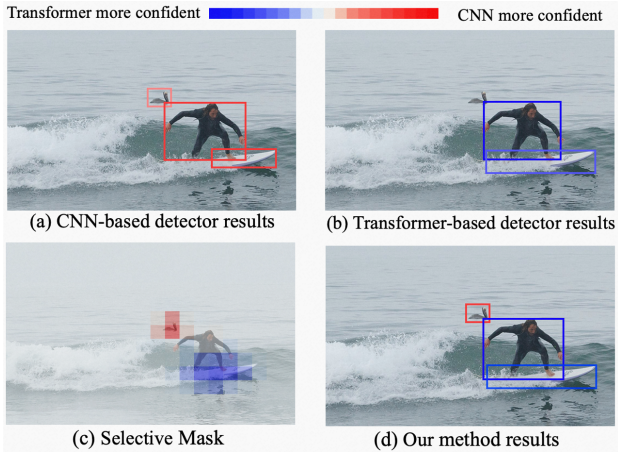 Transformer more confident
CNN more confident
(a) CNN-based detector results
(b) Transformer-based detector results
(c) Selective Mask
(d) Our method results